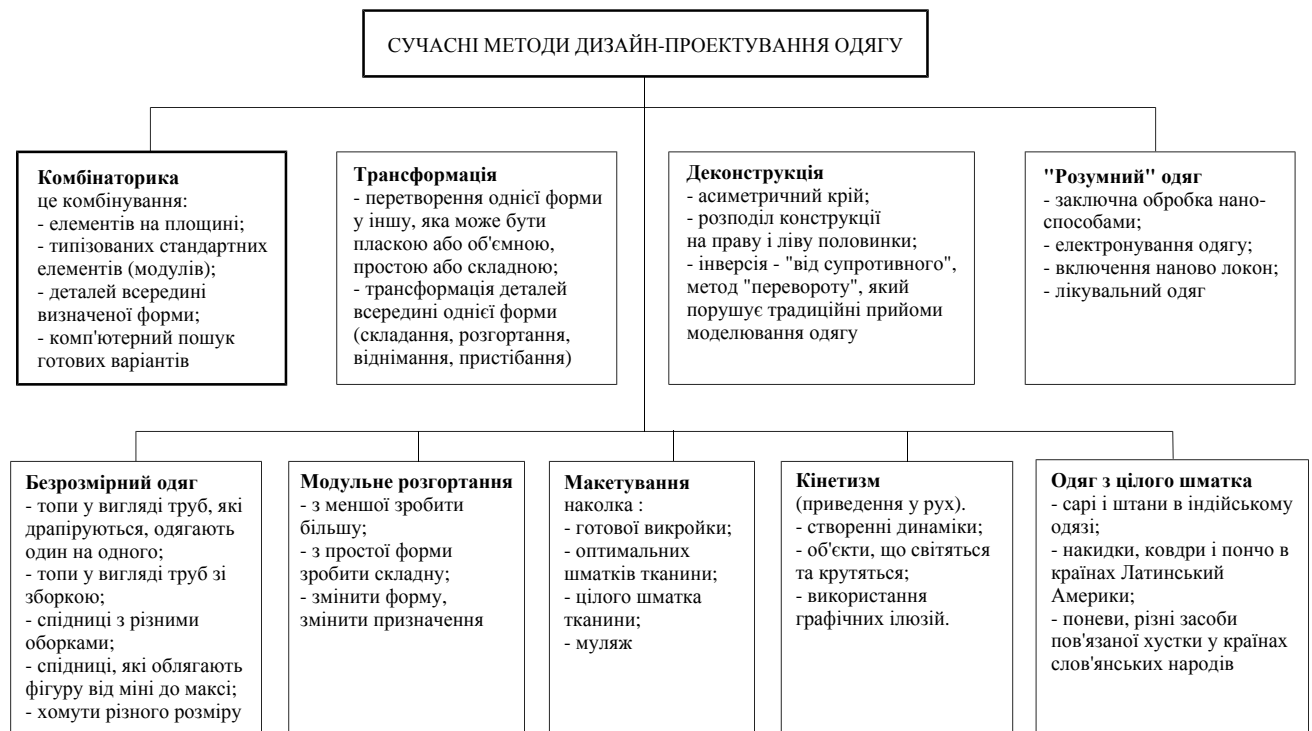 СУЧАСНІ МЕТОДИ ДИЗАЙН-ПРОЕКТУВАННЯ ОДЯГУ
Комбінаторика
це комбінування:
- елементів на площині;
- типізованих стандартних
елементів (модулів);
- деталей всередині
визначеної форми;
- комп'ютерний пошук
готових варіантів
Трансформація
- перетворення однієї форми
у іншу, яка може бути
пласкою або об'ємною,
простою або складною;
- трансформація деталей
всередині однієї форми
(складання, розгортання,
віднімання, пристібання)
Деконструкція
- асиметричний крій;
- розподіл конструкції
на праву і ліву половинки;
- інверсія - "від супротивного",
метод "перевороту", який
порушує традиційні прийоми
моделювання одягу
"Розумний" одяг
- заключна обробка нано-
способами;
- електронування одягу;
- включення наново локон;
- лікувальний одяг
Безрозмірний одяг
- топи у вигляді труб, які
драпіруються, одягають
один на одного;
- топи у вигляді труб зі
зборкою;
- спідниці з різними
оборками;
- спідниці, які облягають
фігуру від міні до максі;
- хомути різного розміру
Модульне розгортання
- з меншої зробити
більшу;
- з простої форми
зробити складну;
- змінити форму,
змінити призначення
Макетування
наколка :
- готової викройки;
- оптимальних
шматків тканини;
- цілого шматка
тканини;
- муляж
Кінетизм
(приведення у рух).
- створенні динаміки;
- об'єкти, що світяться
та крутяться;
- використання
графічних ілюзій.
Одяг з цілого шматка
- сарі і штани в індійському
одязі;
- накидки, ковдри і пончо в
країнах Латинський
Америки;
- поневи, різні засоби
пов'язаної хустки у країнах
слов'янських народів